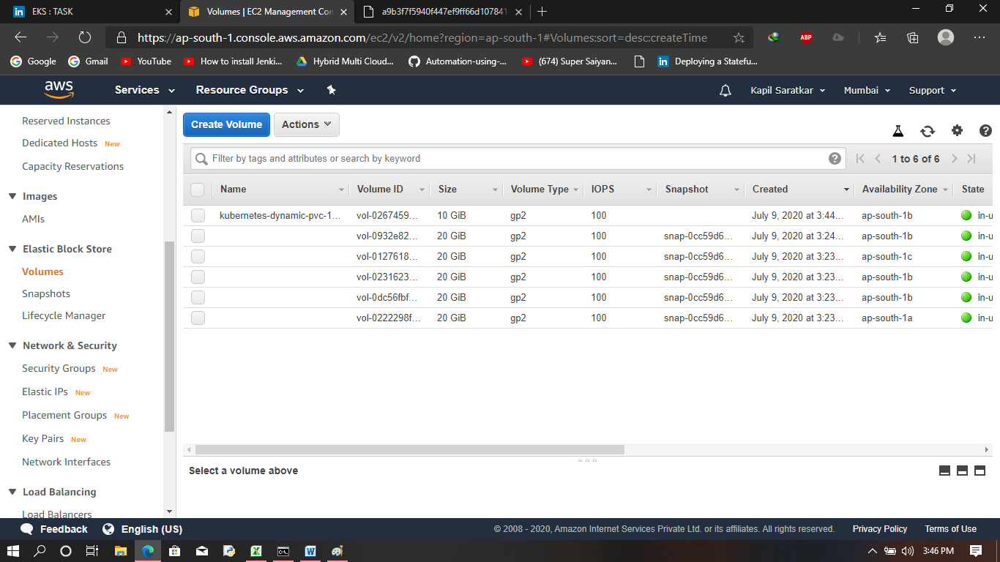 EKS : TASK
Volumes | EC2 Management Con
a9b3f7f5940f447ef9ff66d107841
https://ap-south-1.console.aws.amazon.com/ec2/v2/home?region=ap-south-1#Volumes:sort=desc:createTime
ABP
Google Gmail YouTube How to install Jenki... Hybrid Multi Cloud... Automation-using-... (674) Super Saiyan... Deploying a Statefu...
aws Services Resource Groups Kapil Saratkar Mumbai Support
Reserved Instances
Dedicated Hosts New
Capacity Reservations
Images
AMIs
Elastic Block Store
Volumes
Snapshots
Lifecycle Manager
Network & Security
Security Groups New
Elastic IPs New
Placement Groups New
Key Pairs New
Network Interfaces
Load Balancing
Load Balancers
Create Volume Actions
Filter by tags and attributes or search by keyword
1 to 6 of 6
Name Volume ID Size Volume Type IOPS Snapshot Created Availability Zone State
kubernetes-dynamic-pvc-1... vol-0267459... 10 GiB gp2 100 July 9, 2020 at 3:44... ap-south-1b in-u
vol-0932e82... 20 GiB gp2 100 snap-0cc59d6... July 9, 2020 at 3:24... ap-south-1b in-u
vol-0127618... 20 GiB gp2 100 snap-0cc59d6... July 9, 2020 at 3:23... ap-south-1c in-u
vol-0231623... 20 GiB gp2 100 snap-0cc59d6... July 9, 2020 at 3:23... ap-south-1b in-u
vol-0dc56fbf... 20 GiB gp2 100 snap-0cc59d6... July 9, 2020 at 3:23... ap-south-1b in-u
vol-0222298f... 20 GiB gp2 100 snap-0cc59d6... July 9, 2020 at 3:23... ap-south-1a in-u
Select a volume above
Feedback English (US)
© 2008 - 2020, Amazon Internet Services Private Ltd. or its affiliates. All rights reserved. Privacy Policy Terms of Use
3:46 PM